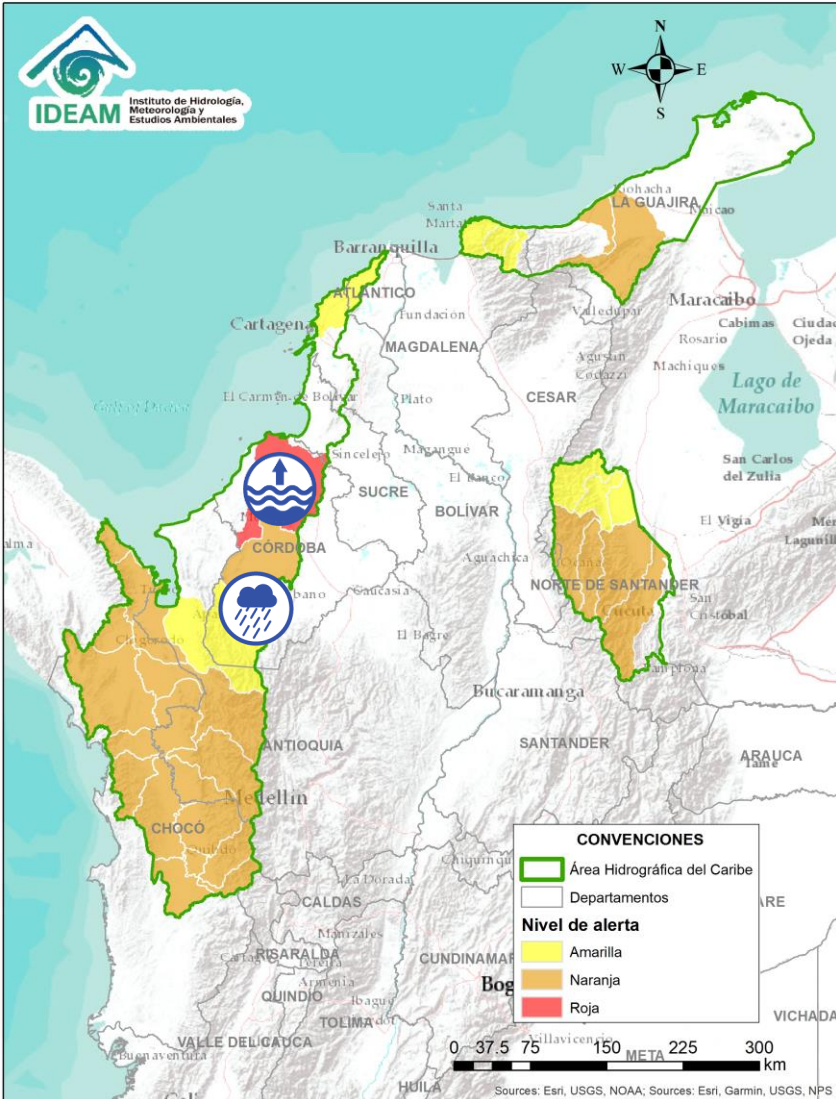 IDEAM
Instituto de Hidrología,
Meteorología y
Estudios Ambientales
N
W
E
S
Santa
Barranquilla
ATLÁNTICO
Cartagena
LA GUAJIRA
Maicao
Maracaibo
Cabimas
Ciudad
Ojeda
Rosario
Machiques
Lago de
Maracaibo
Valledupar
Fundación
MAGDALENA
Agustín
Codazzi
CESAR
El Carmen de Bolívar
Plato
Sincelejo
Magangué
SUCRE
El Banco
BOLÍVAR
San Carlos
del Zulia
El Vigía
CÓRDOBA
Caucasia
Aguachica
Ocaña
NORTE DE SANTANDER
Cúcuta
San
Cristóbal
El Bagre
Chigorodó
Pamplona
Bucaramanga
ANTIOQUIA
SANTANDER
ARAUCA
Tame
Medellín
CHOCÓ
Quibdó
La Dorada
CALDAS
Manizales
RISARALDA
Pereira
Armenia
QUINDIO
Ibagué
TOLIMA
VALLE DEL CAUCA
Buenaventura
HUILA
Villavicencio
META
VICHADA
CONVENCIONES
Área Hidrográfica del Caribe
Departamentos
Nivel de alerta
Amarilla
Naranja
Roja
0 37.5 75 150 225 300
km
Sources: Esri, USGS, NOAA; Sources: Esri, Garmin, USGS, NPS